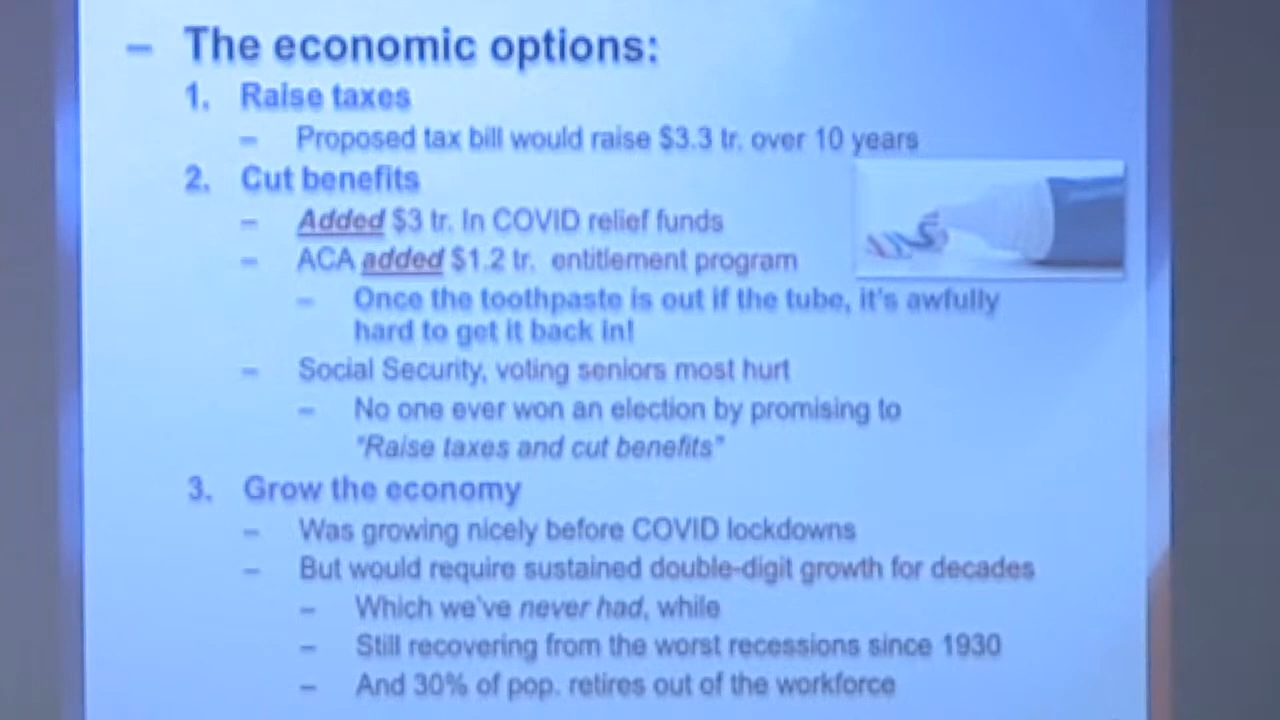 – The economic options:
1. Raise taxes
– Proposed tax bill would raise $3.3 tr. over 10 years
2. Cut benefits
– Added $3 tr. In COVID relief funds
– ACA added $1.2 tr. entitlement program
– Once the toothpaste is out if the tube, it's awfully
hard to get it back in!
– Social Security, voting seniors most hurt
– No one ever won an election by promising to
"Raise taxes and cut benefits"
3. Grow the economy
– Was growing nicely before COVID lockdowns
– But would require sustained double-digit growth for decades
– Which we've never had, while
– Still recovering from the worst recessions since 1930
– And 30% of pop. retires out of the workforce